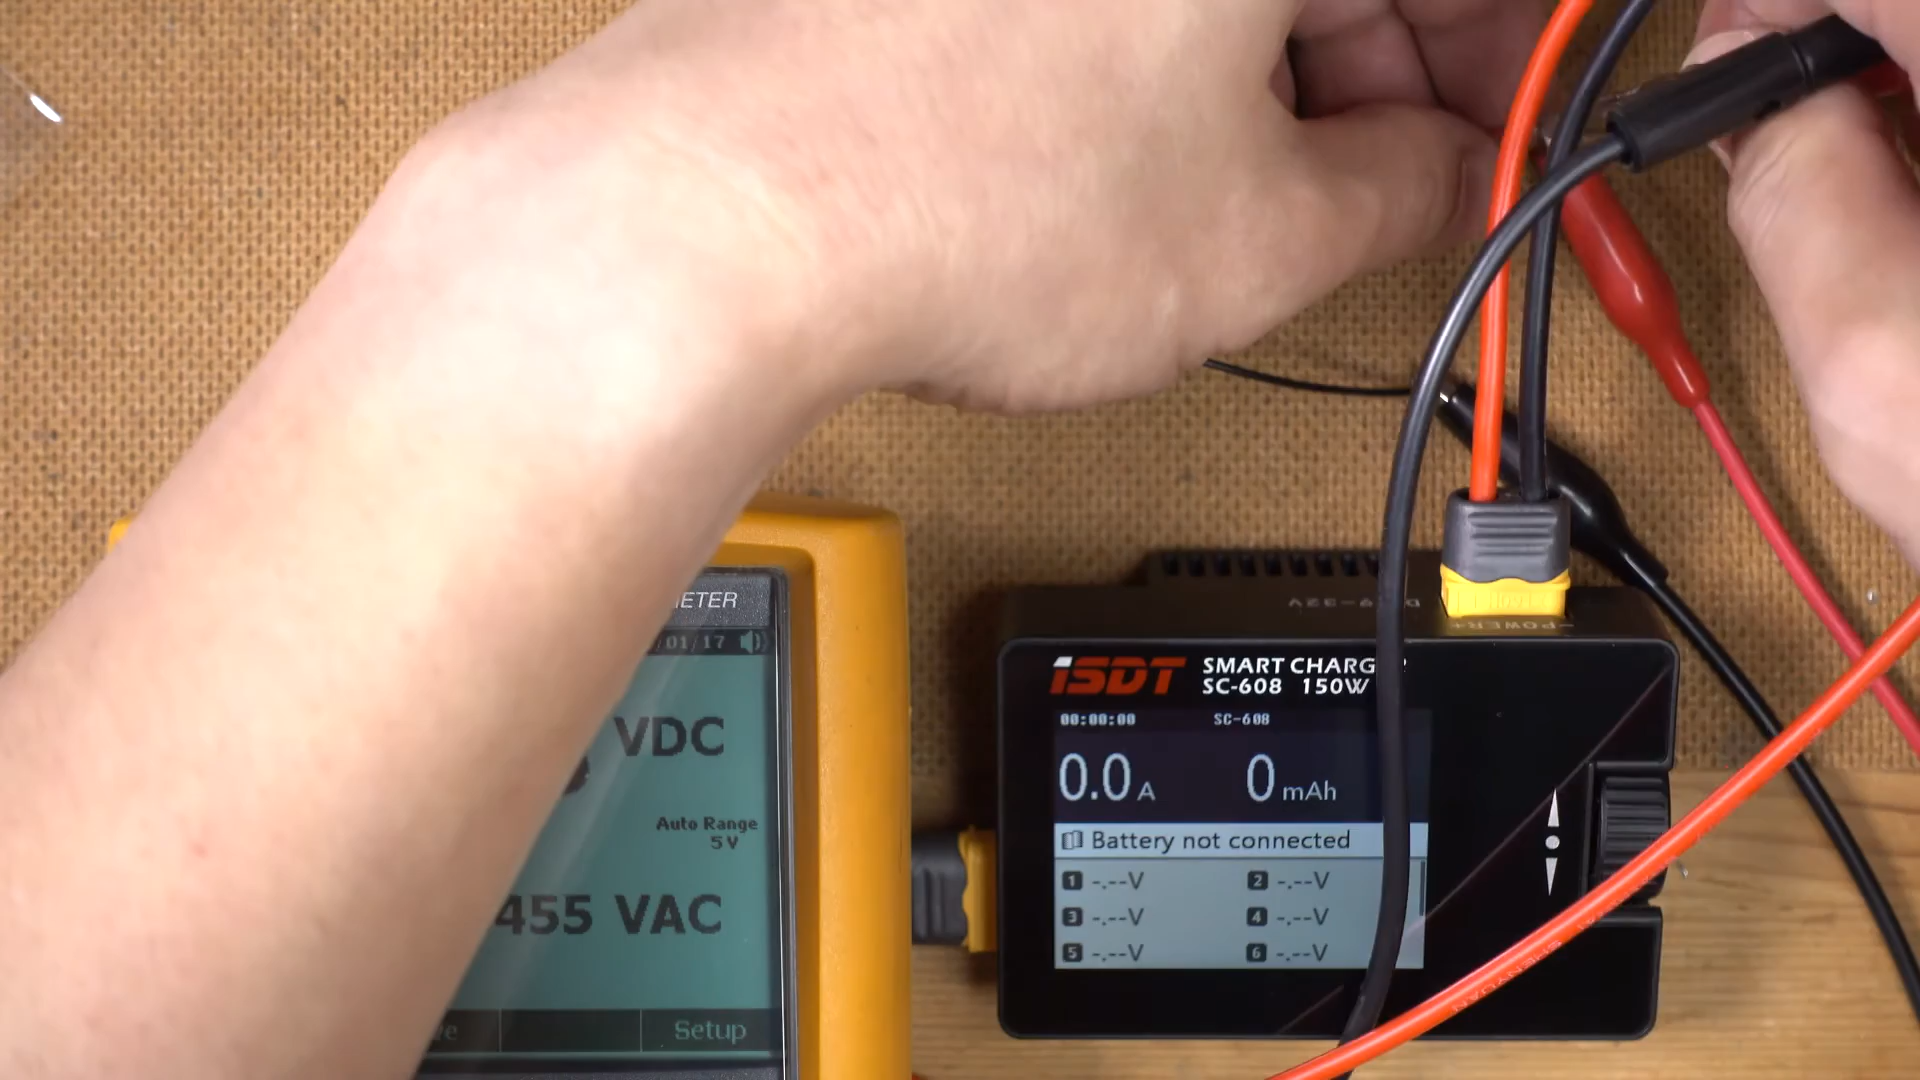 /01/17
VDC
Auto Range
5 V
455 VAC
Setup
-POWER+
iSDT SMART CHARG
SC-608 150W
00:00:00 SC-608
0.0 A 0 mAh
Battery not connected
1 -.--V 2 -.--V
3 -.--V 4 -.--V
5 -.--V 6 -.--V